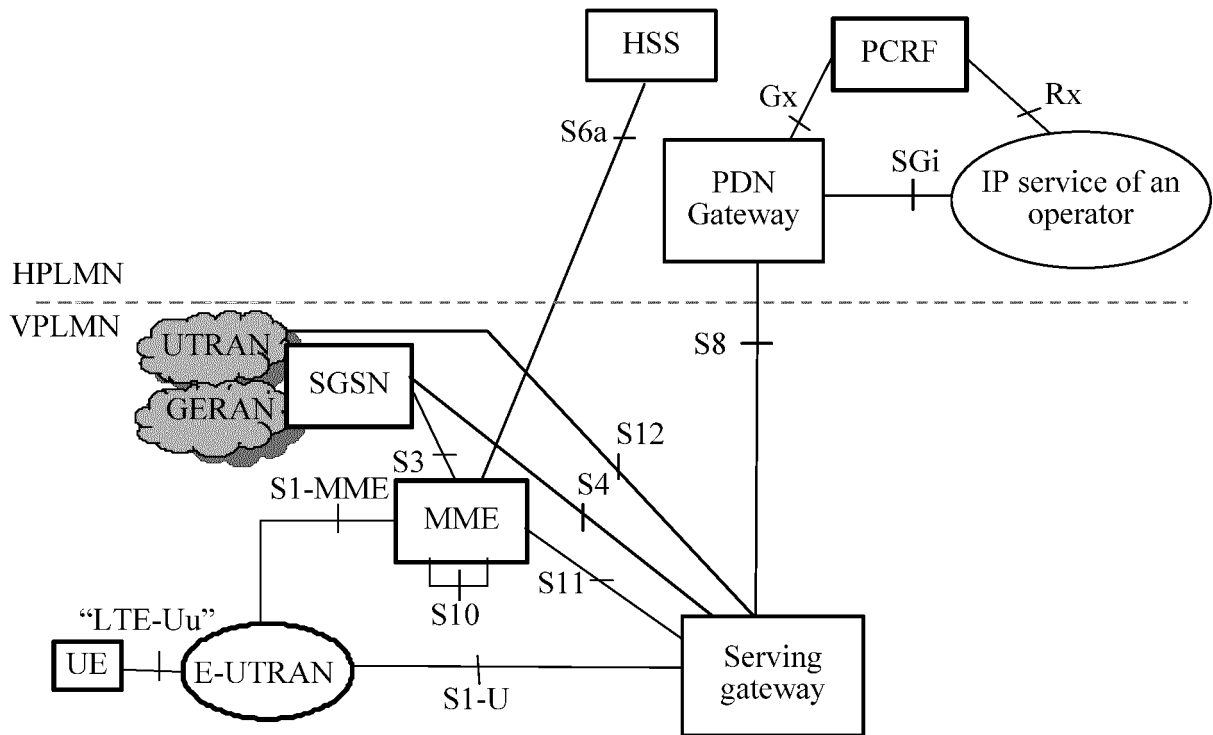 HSS
PCRF
Gx
Rx
S6a
SGi
PDN
Gateway
IP service of an
operator
HPLMN
VPLMN
UTRAN
S8
SGSN
GERAN
S12
S3
S4
S1-MME
MME
S11
S10
“LTE-Uu”
UE
E-UTRAN
Serving
gateway
S1-U